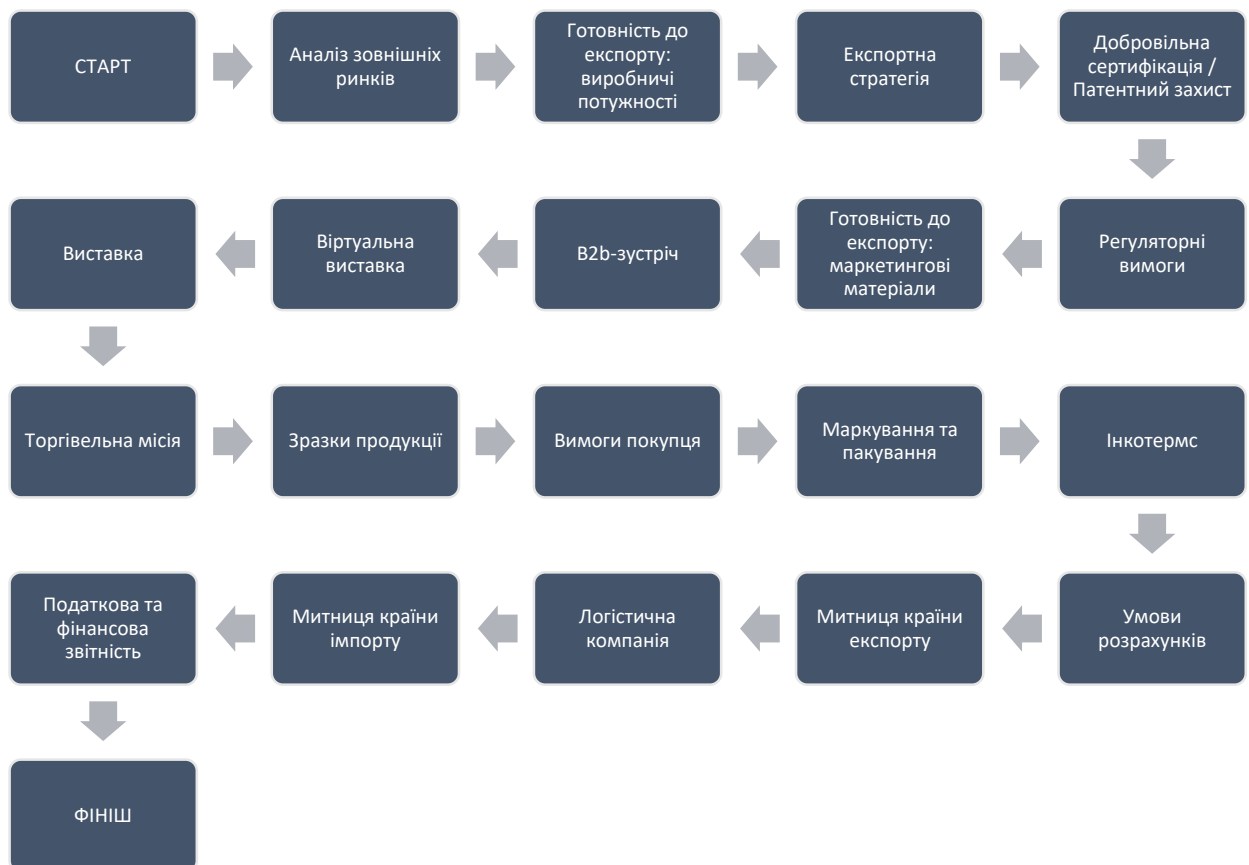 СТАРТ
Аналіз зовнішніх
ринків
Готовність до
експорту:
виробничі
потужності
Експортна
стратегія
Добровільна
сертифікація /
Патентний захист
Регуляторні
вимоги
Готовність до
експорту:
маркетингові
матеріали
B2b-зустріч
Віртуальна
виставка
Виставка
Торгівельна місія
Зразки продукції
Вимоги покупця
Маркування та
пакування
Інкотермс
Умови
розрахунків
Митниця країни
експорту
Логістична
компанія
Митниця країни
імпорту
Податкова та
фінансова
звітність
ФІНІШ